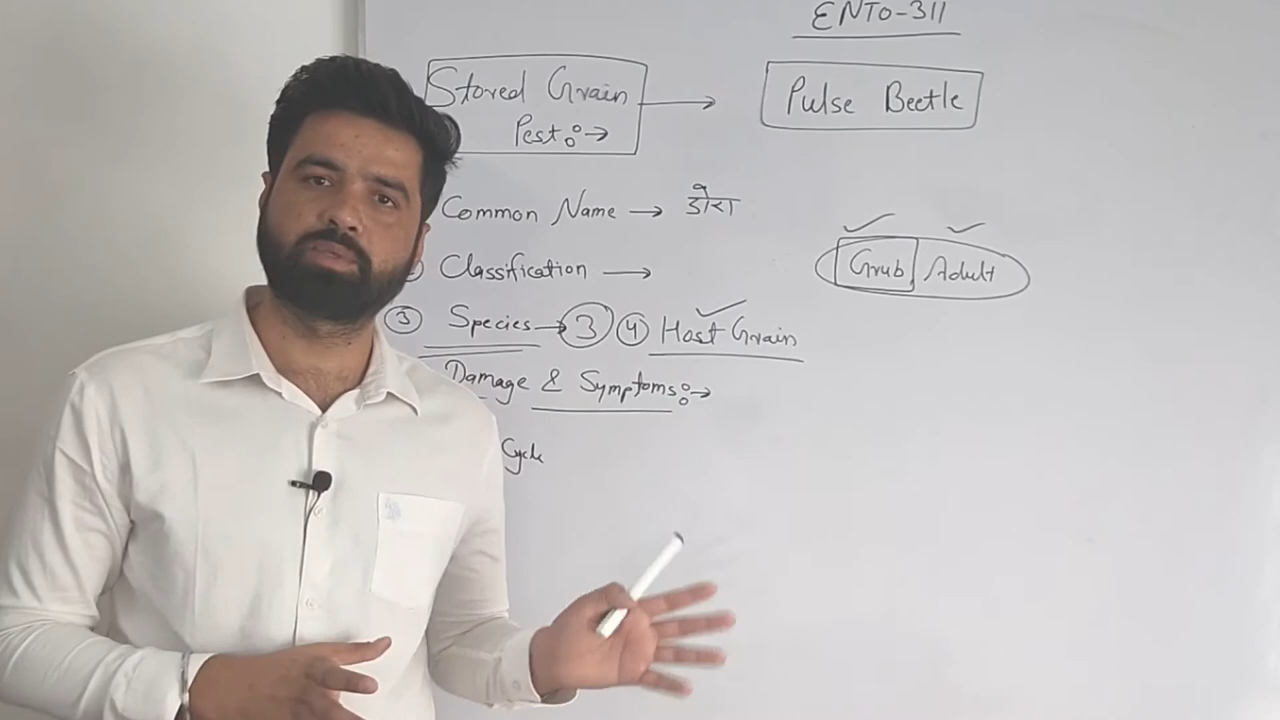 ENTO-311
Stored Grain → Pulse Beetle
Pest:→
Common Name → ढोरा
Classification →
Grub Adult
③ Species → ③ ④ Host Grain
Damage & Symptoms:→
Cycle